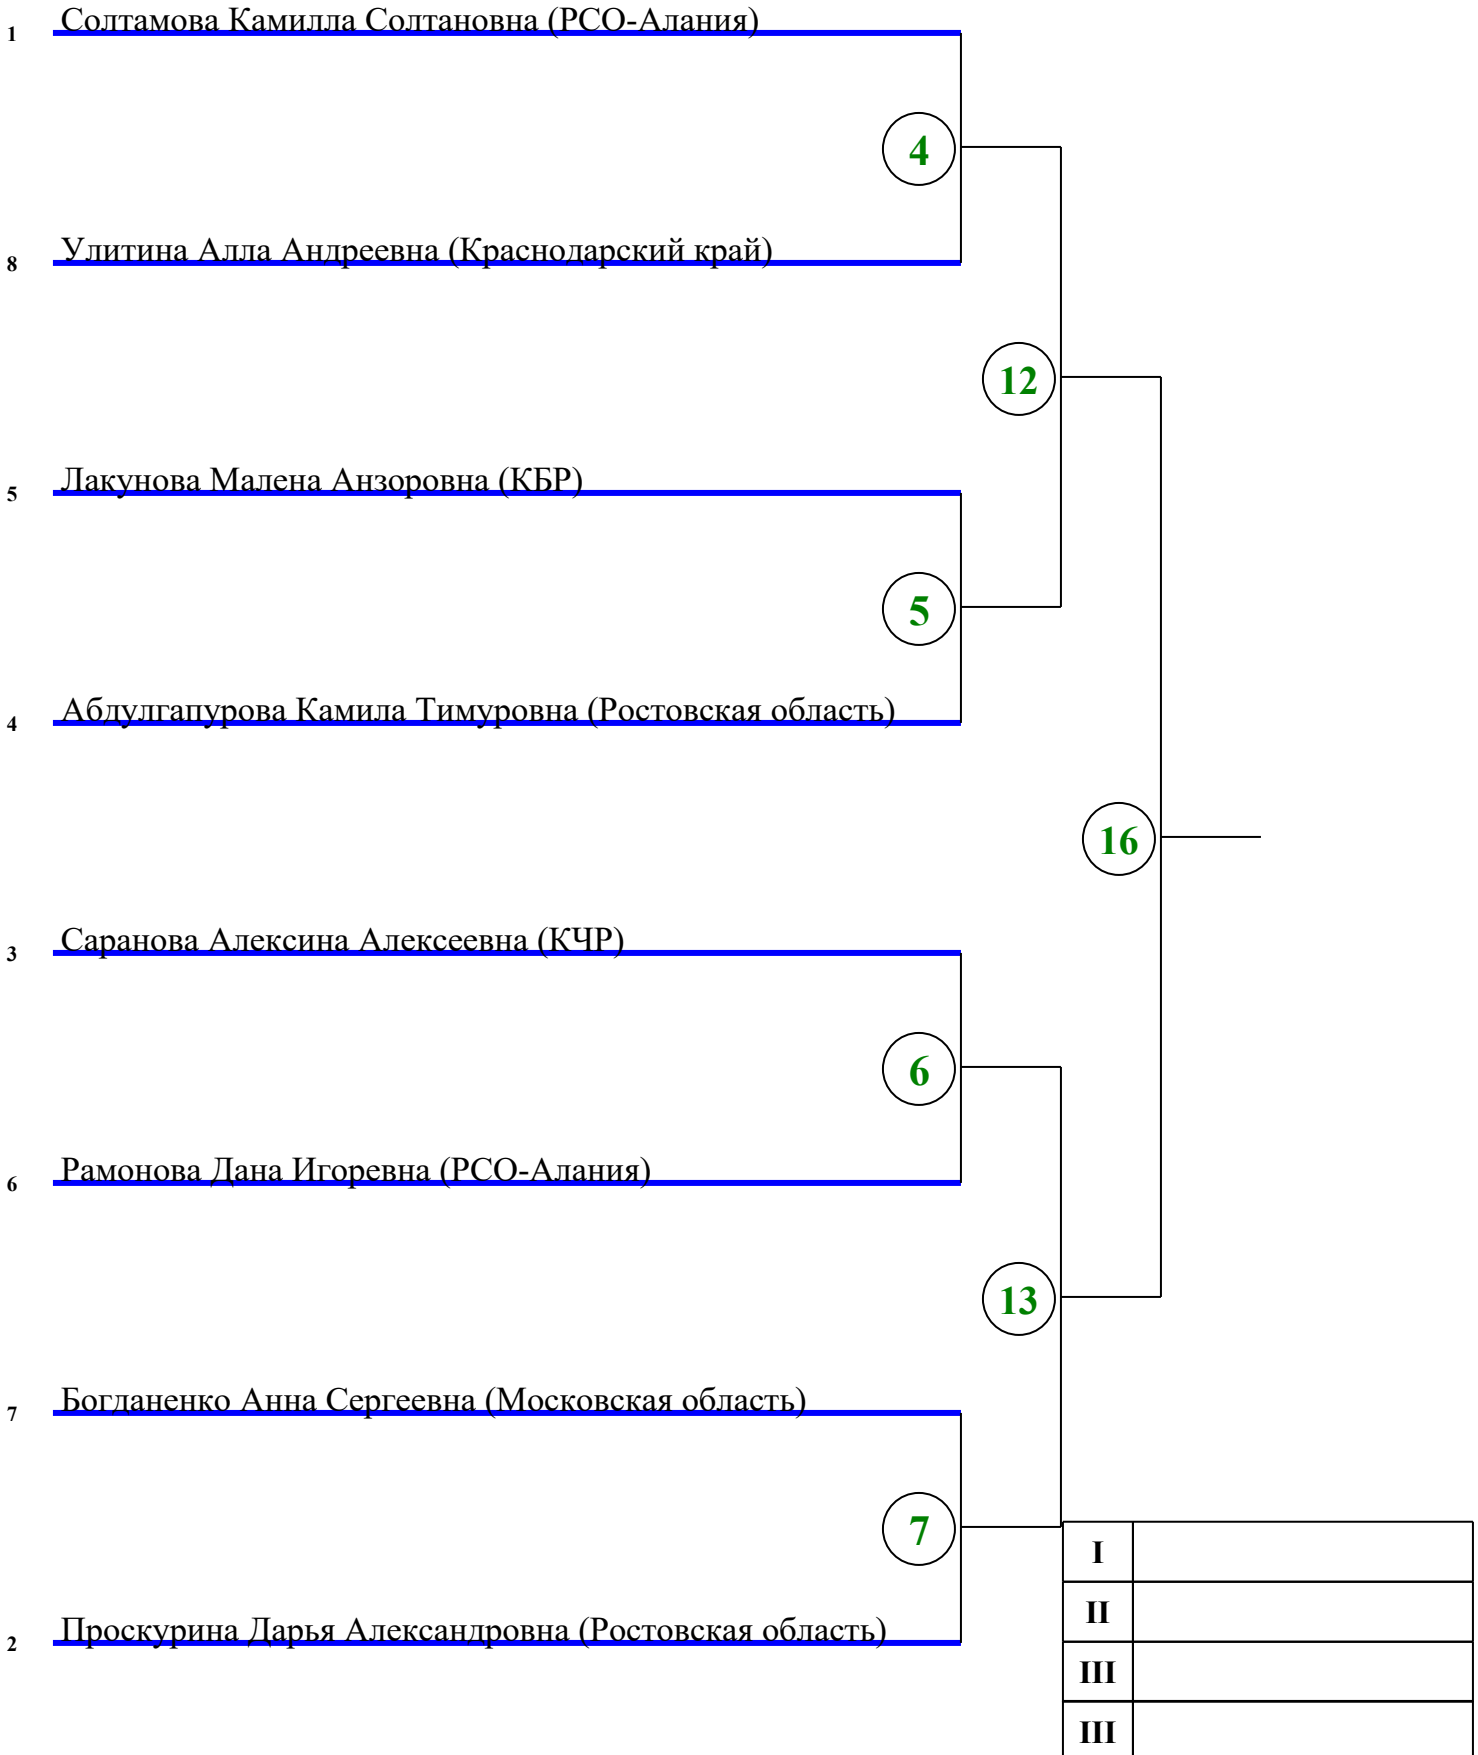 1 Солтамова Камилла Солтановна (РСО-Алания)
4
8 Улитина Алла Андреевна (Краснодарский край)
12
5 Лакунова Малена Анзоровна (КБР)
5
4 Абдулгапурова Камила Тимуровна (Ростовская область)
16
3 Саранова Алексина Алексеевна (КЧР)
6
6 Рамонова Дана Игоревна (РСО-Алания)
13
7 Богданенко Анна Сергеевна (Московская область)
7
I
II
2 Проскурина Дарья Александровна (Ростовская область)
III
III